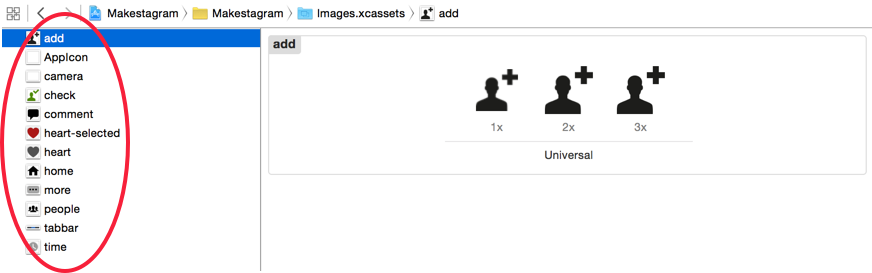 Makestagram Makestagram Images.xcassets add
add
AppIcon
camera
check
comment
heart-selected
heart
home
more
people
tabbar
time
add
1x 2x 3x
Universal